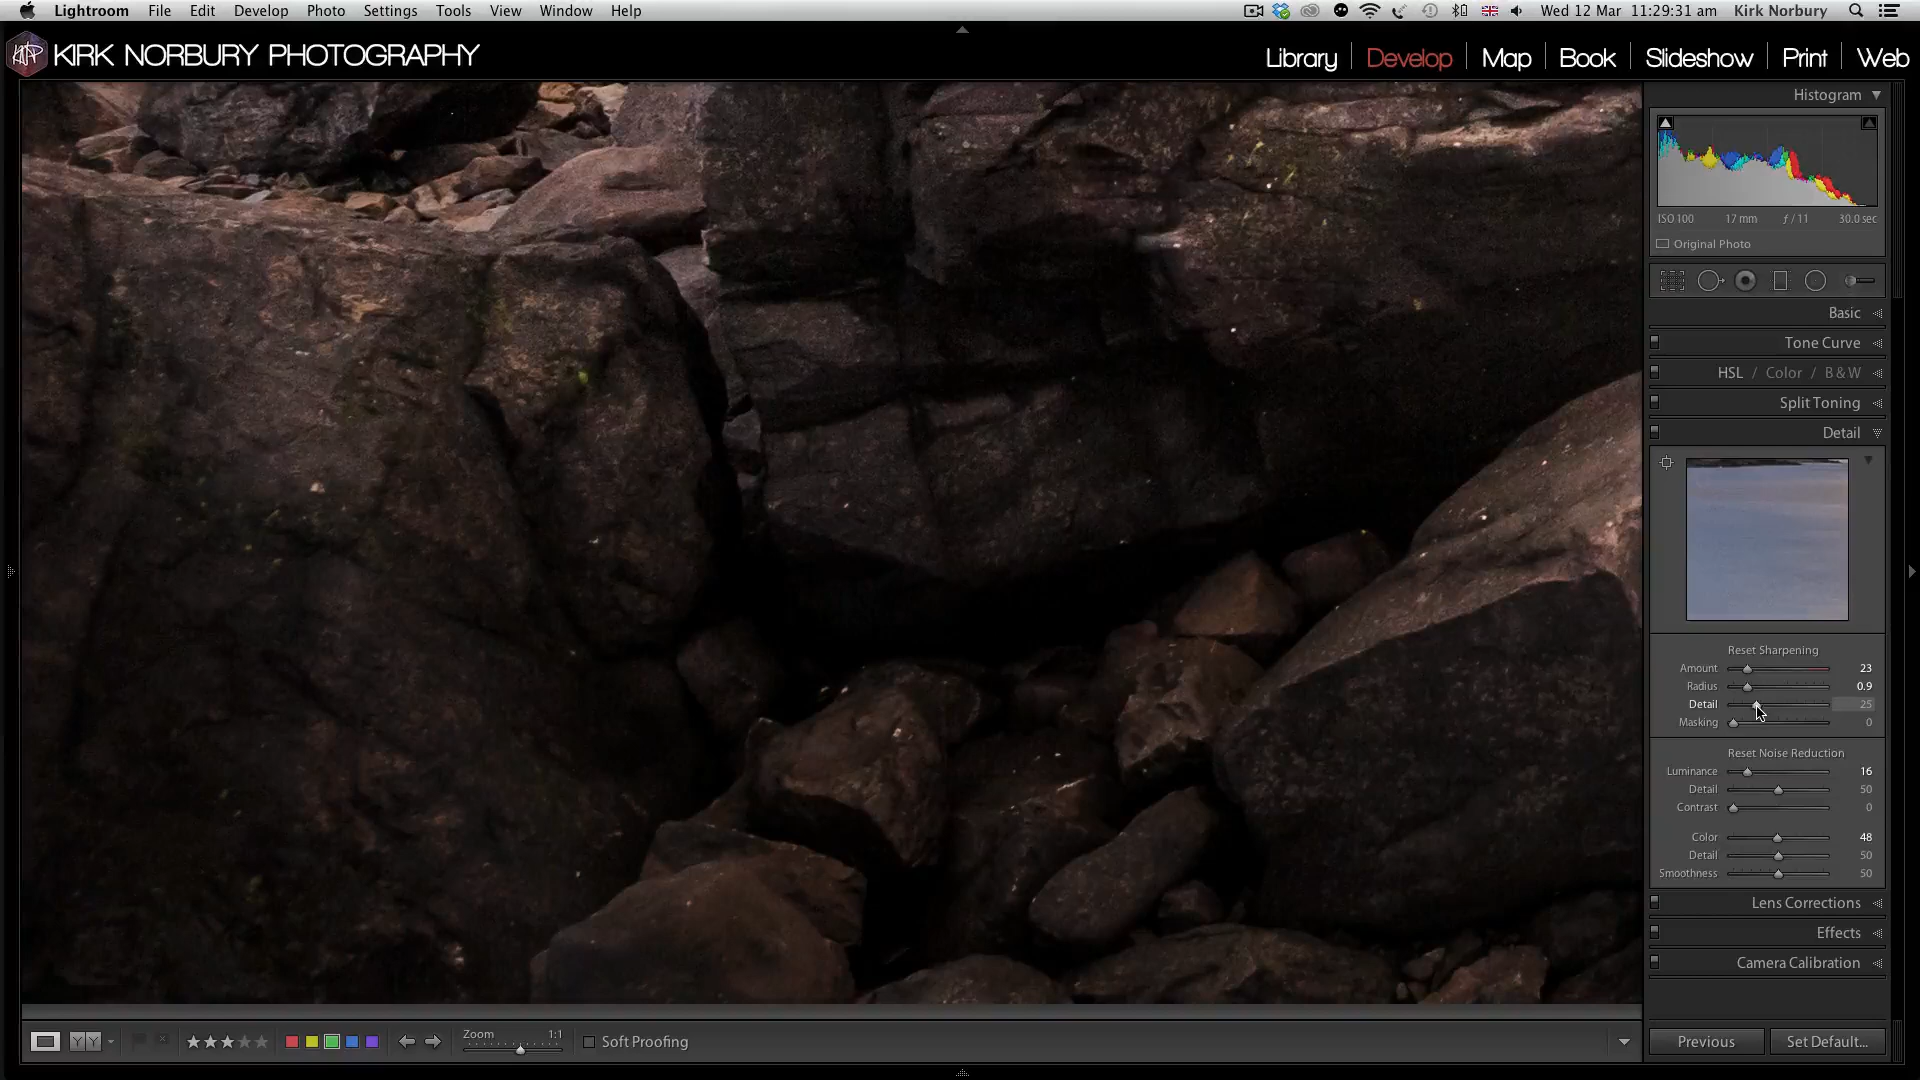 Lightroom File Edit Develop Photo Settings Tools View Window Help Wed 12 Mar 11:29:31 am Kirk Norbury
KIRK NORBURY PHOTOGRAPHY
Library Develop Map Book Slideshow Print Web
Histogram
ISO 100 17 mm ƒ / 11 30.0 sec
Original Photo
Basic
Tone Curve
HSL / Color / B & W
Split Toning
Detail
Reset Sharpening
Amount 23
Radius 0.9
Detail 25
Masking 0
Reset Noise Reduction
Luminance 16
Detail 50
Contrast 0
Color 48
Detail 50
Smoothness 50
Lens Corrections
Effects
Camera Calibration
Y Y Zoom 1:1 Soft Proofing
Previous Set Default...